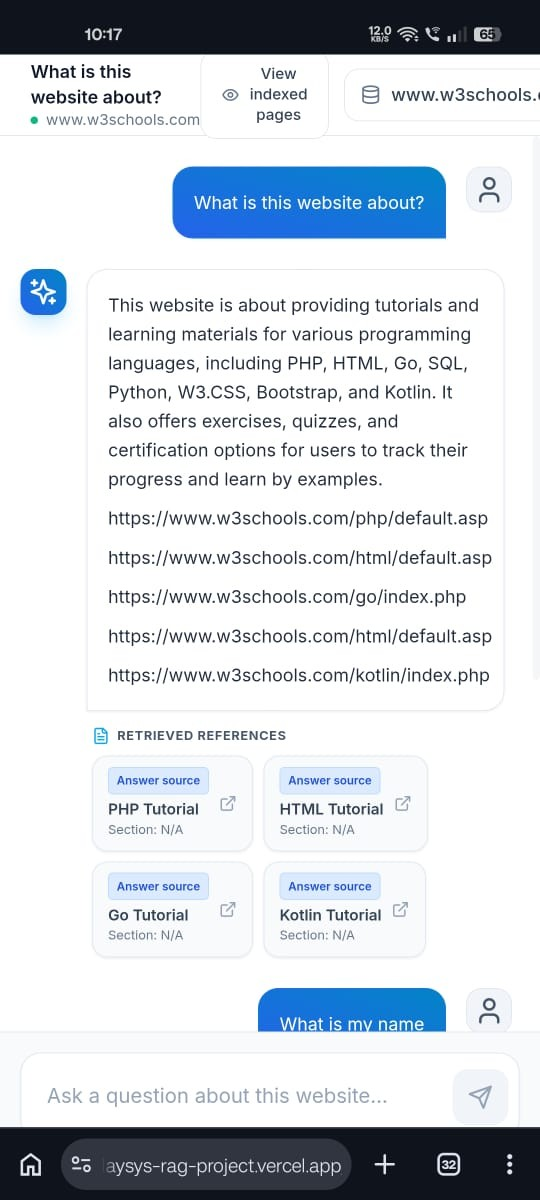 10:17
12.0
KB/S
65
What is this
website about?
www.w3schools.com
View
indexed
pages
www.w3schools.
What is this website about?
This website is about providing tutorials and
learning materials for various programming
languages, including PHP, HTML, Go, SQL,
Python, W3.CSS, Bootstrap, and Kotlin. It
also offers exercises, quizzes, and
certification options for users to track their
progress and learn by examples.
https://www.w3schools.com/php/default.asp
https://www.w3schools.com/html/default.asp
https://www.w3schools.com/go/index.php
https://www.w3schools.com/html/default.asp
https://www.w3schools.com/kotlin/index.php
RETRIEVED REFERENCES
Answer source
PHP Tutorial
Section: N/A
Answer source
HTML Tutorial
Section: N/A
Answer source
Go Tutorial
Section: N/A
Answer source
Kotlin Tutorial
Section: N/A
What is my name
Ask a question about this website...
aysys-rag-project.vercel.app
32